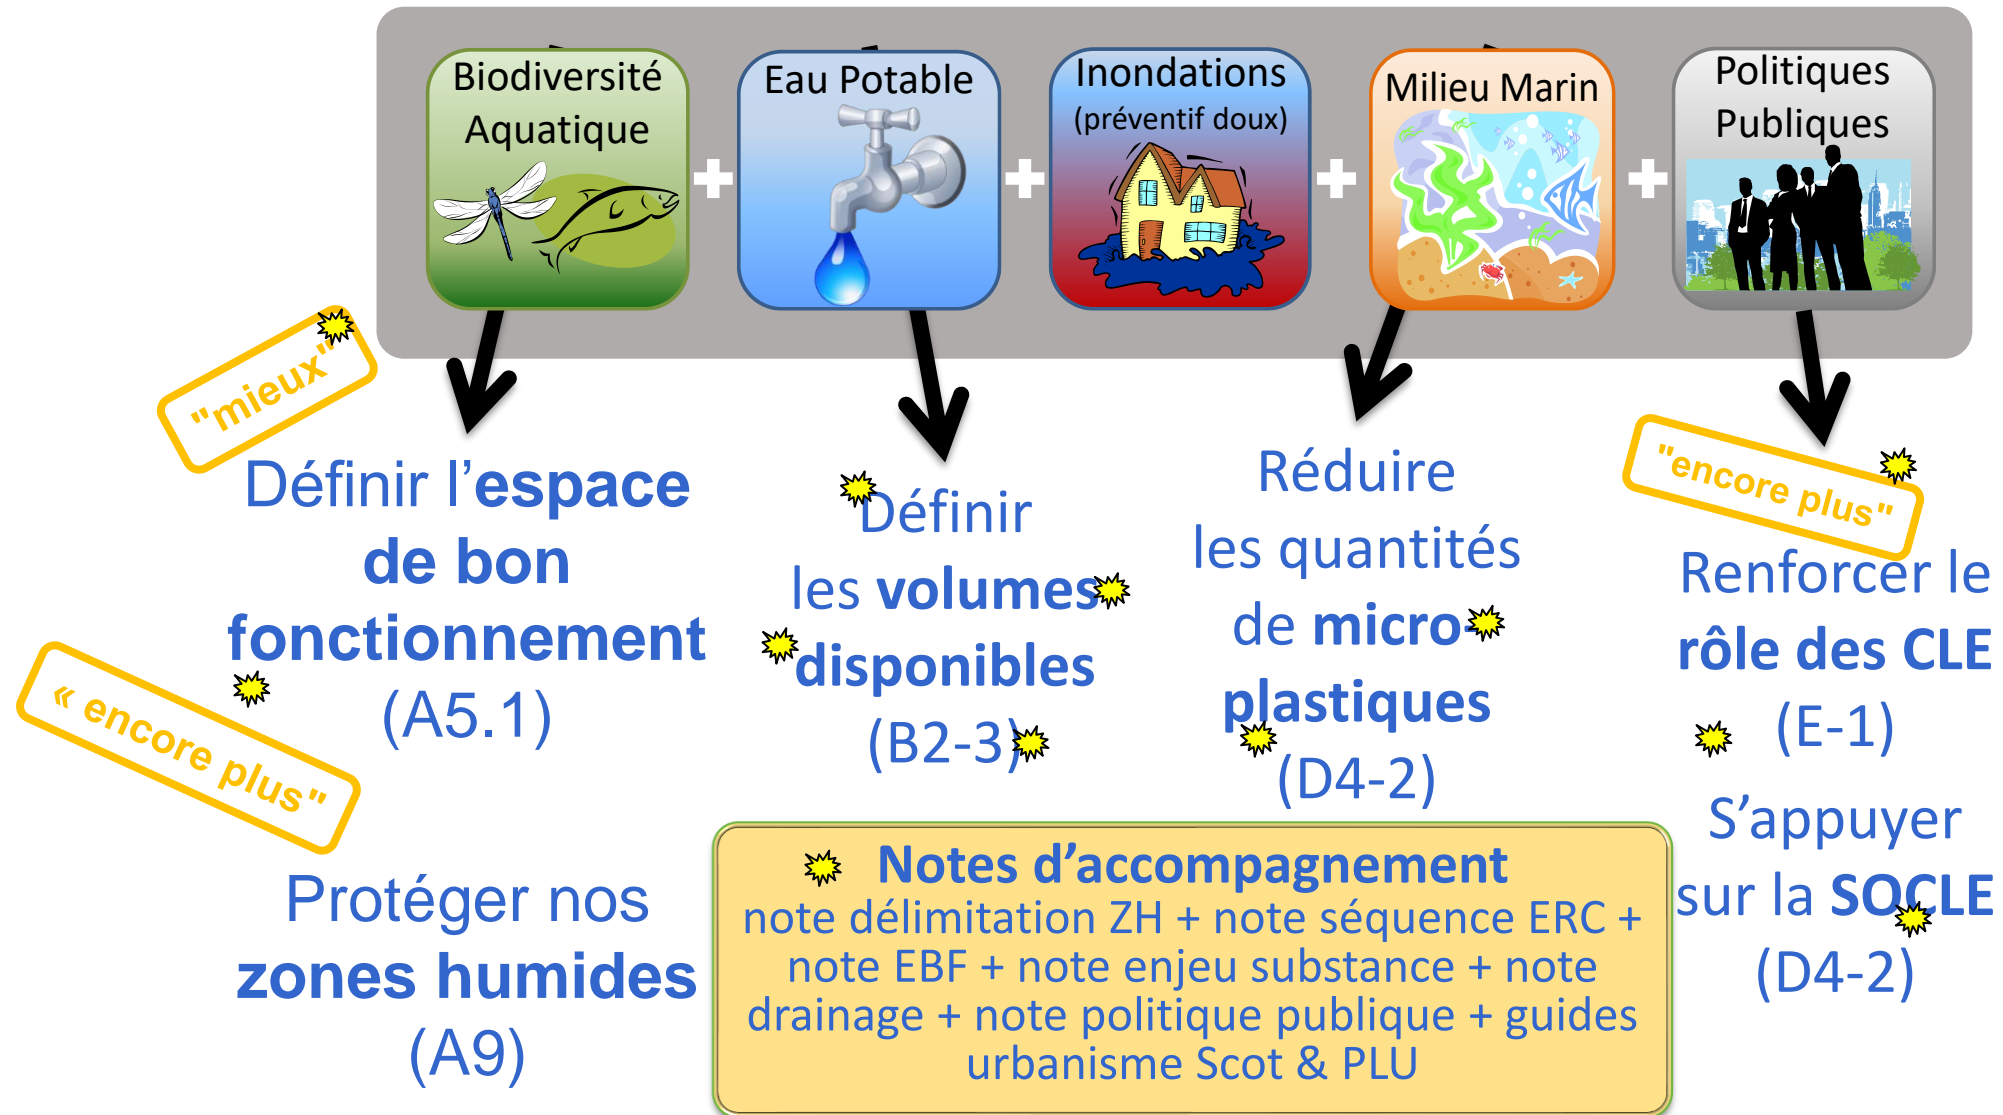 Biodiversité
Aquatique
Eau Potable
Inondations
(préventif doux)
Milieu Marin
Politiques
Publiques
"mieux"
Définir l’espace
de bon
fonctionnement
(A5.1)
« encore plus"
Protéger nos
zones humides
(A9)
Définir
les volumes
disponibles
(B2-3)
Réduire
les quantités
de micro-
plastiques
(D4-2)
"encore plus"
Renforcer le
rôle des CLE
(E-1)
S’appuyer
sur la SOCLE
(D4-2)
Notes d’accompagnement
note délimitation ZH + note séquence ERC +
note EBF + note enjeu substance + note
drainage + note politique publique + guides
urbanisme Scot & PLU